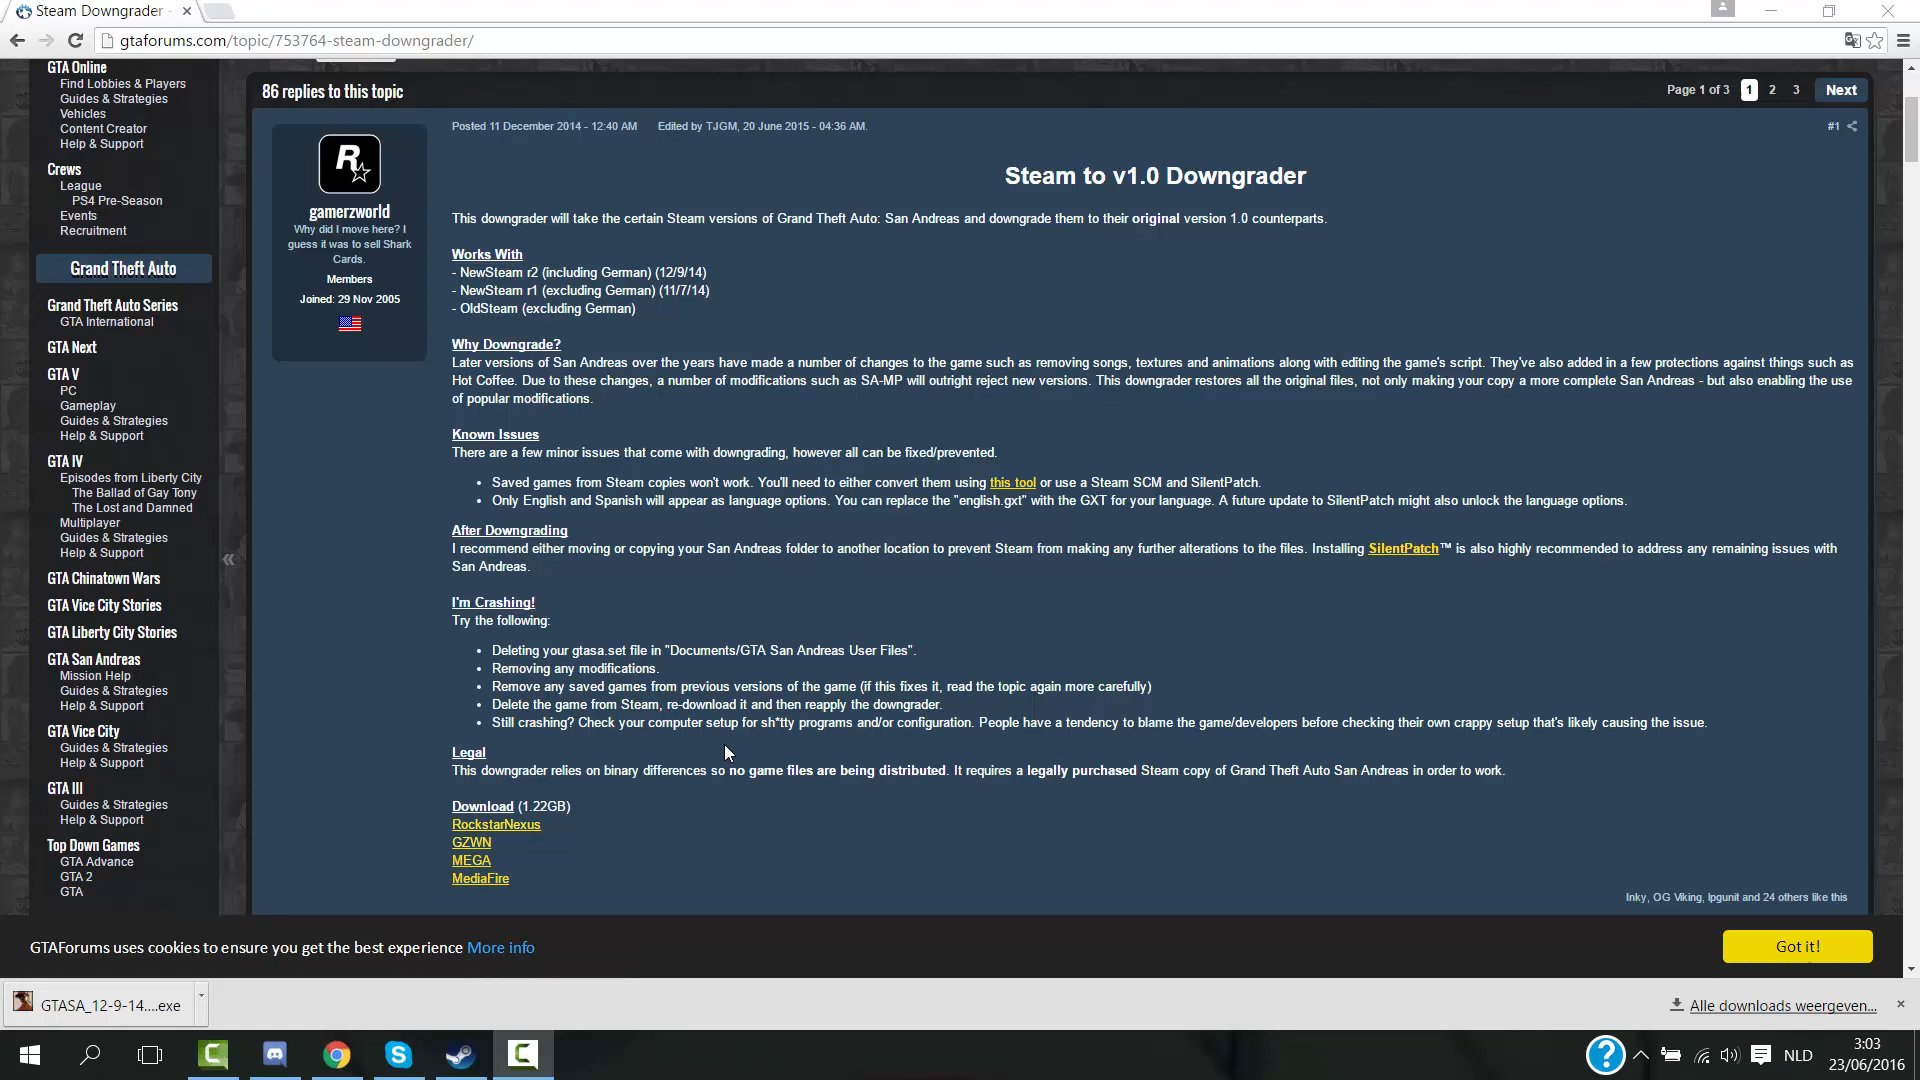 Steam Downgrader -
gtaforums.com/topic/753764-steam-downgrader/
GTA Online
Find Lobbies & Players
Guides & Strategies
Vehicles
Content Creator
Help & Support
Crews
League
PS4 Pre-Season
Events
Recruitment
Grand Theft Auto
Grand Theft Auto Series
GTA International
GTA Next
GTA V
PC
Gameplay
Guides & Strategies
Help & Support
GTA IV
Episodes from Liberty City
The Ballad of Gay Tony
The Lost and Damned
Multiplayer
Guides & Strategies
Help & Support
GTA Chinatown Wars
GTA Vice City Stories
GTA Liberty City Stories
GTA San Andreas
Mission Help
Guides & Strategies
Help & Support
GTA Vice City
Guides & Strategies
Help & Support
GTA III
Guides & Strategies
Help & Support
Top Down Games
GTA Advance
GTA 2
GTA
86 replies to this topic
Page 1 of 3 1 2 3 Next
R
gamerzworld
Why did I move here? I
guess it was to sell Shark
Cards.
Members
Joined: 29 Nov 2005
Posted 11 December 2014 - 12:40 AM Edited by TJGM, 20 June 2015 - 04:36 AM.
#1
Steam to v1.0 Downgrader
This downgrader will take the certain Steam versions of Grand Theft Auto: San Andreas and downgrade them to their original version 1.0 counterparts.
Works With
- NewSteam r2 (including German) (12/9/14)
- NewSteam r1 (excluding German) (11/7/14)
- OldSteam (excluding German)
Why Downgrade?
Later versions of San Andreas over the years have made a number of changes to the game such as removing songs, textures and animations along with editing the game's script. They've also added in a few protections against things such as
Hot Coffee. Due to these changes, a number of modifications such as SA-MP will outright reject new versions. This downgrader restores all the original files, not only making your copy a more complete San Andreas - but also enabling the use
of popular modifications.
Known Issues
There are a few minor issues that come with downgrading, however all can be fixed/prevented.
• Saved games from Steam copies won't work. You'll need to either convert them using this tool or use a Steam SCM and SilentPatch.
• Only English and Spanish will appear as language options. You can replace the "english.gxt" with the GXT for your language. A future update to SilentPatch might also unlock the language options.
After Downgrading
I recommend either moving or copying your San Andreas folder to another location to prevent Steam from making any further alterations to the files. Installing SilentPatch™ is also highly recommended to address any remaining issues with
San Andreas.
I'm Crashing!
Try the following:
• Deleting your gtasa.set file in "Documents/GTA San Andreas User Files".
• Removing any modifications.
• Remove any saved games from previous versions of the game (if this fixes it, read the topic again more carefully)
• Delete the game from Steam, re-download it and then reapply the downgrader.
• Still crashing? Check your computer setup for sh*tty programs and/or configuration. People have a tendency to blame the game/developers before checking their own crappy setup that's likely causing the issue.
Legal
This downgrader relies on binary differences so no game files are being distributed. It requires a legally purchased Steam copy of Grand Theft Auto San Andreas in order to work.
Download (1.22GB)
RockstarNexus
GZWN
MEGA
MediaFire
Inky, OG Viking, lpgunit and 24 others like this
GTAForums uses cookies to ensure you get the best experience More info
Got it!
GTASA_12-9-14....exe
Alle downloads weergeven...
NLD
3:03
23/06/2016